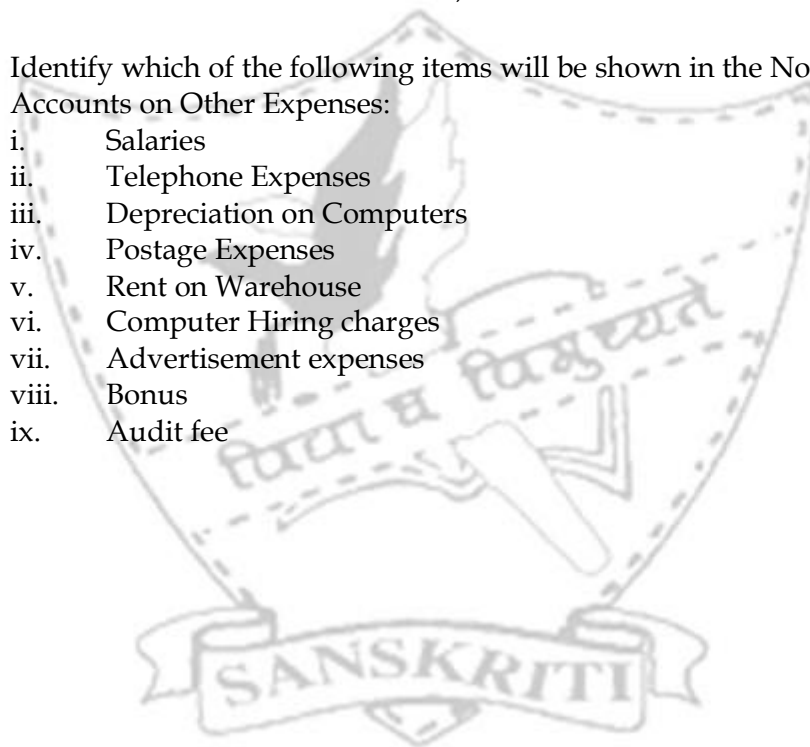 Identify which of the following items will be shown in the No
Accounts on Other Expenses:
i. Salaries
ii. Telephone Expenses
iii. Depreciation on Computers
iv. Postage Expenses
v. Rent on Warehouse
vi. Computer Hiring charges
vii. Advertisement expenses
viii. Bonus
ix. Audit fee
विद्या च विमुच्यते
SANSKRITI